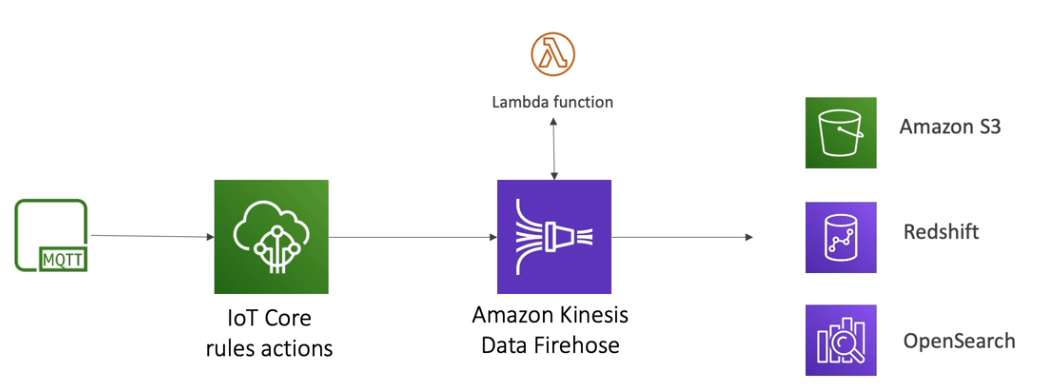 Lambda function
Amazon S3
MQTT
Redshift
IoT Core
rules actions
Amazon Kinesis
Data Firehose
OpenSearch